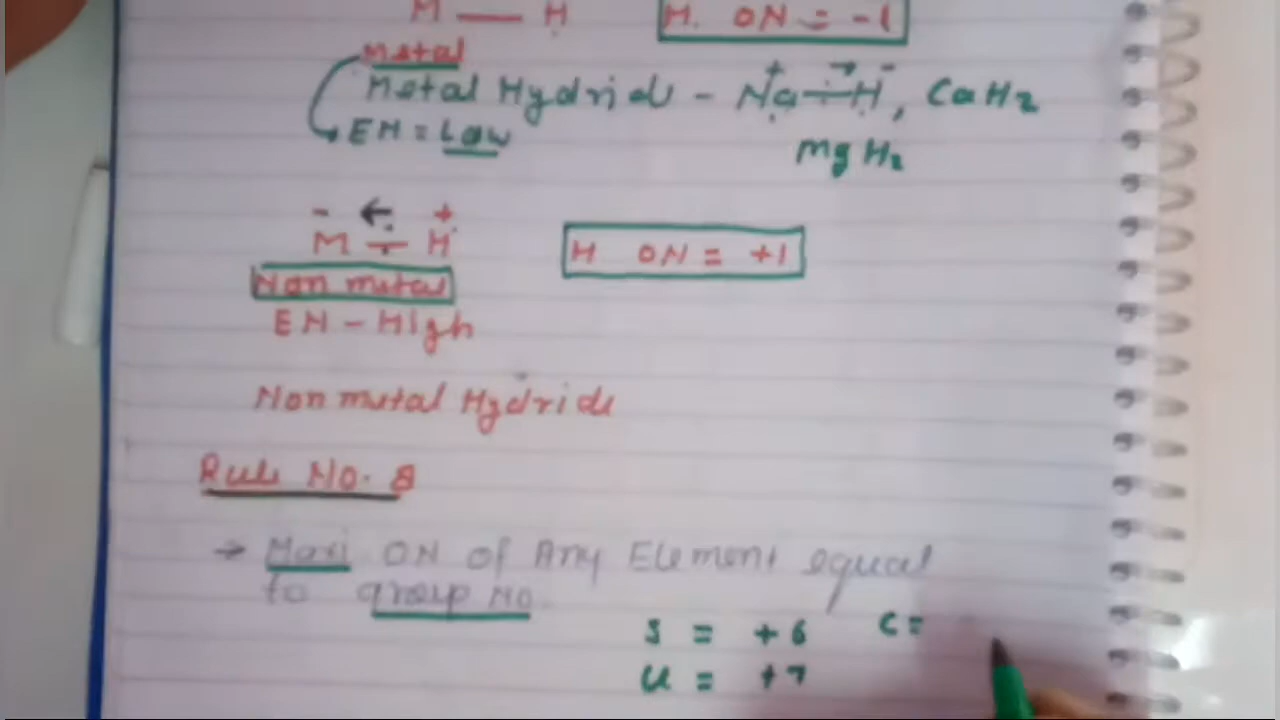 M — H H. ON = -1
Metal
Metal Hydride - Na—H, CaH2
+ → -
EN = Low
MgH2
- ← +
M — H H ON = +1
Non metal
EN - High
Non metal Hydride
Rule No. 8
→ Maxi ON of Any Element equal
to group No.
S = +6 C =
Cl = +7